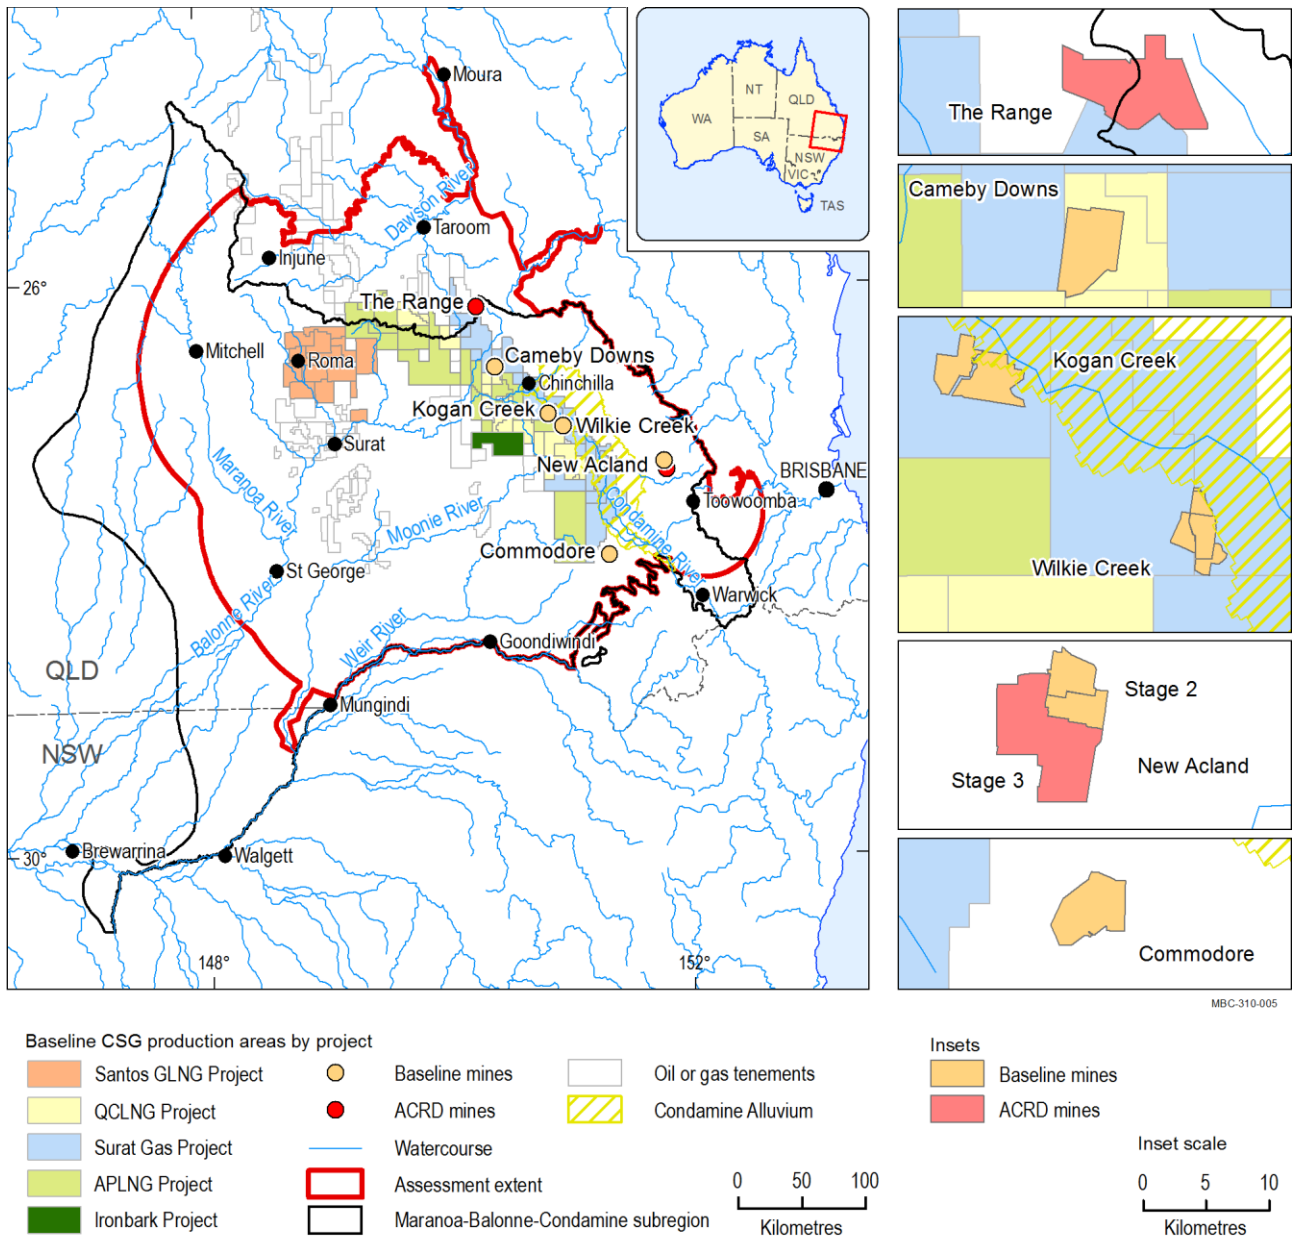 Moura
Dawson River
Taroom
Injune
26°
The Range
Mitchell
Roma
Cameby Downs
Chinchilla
Kogan Creek
Wilkie Creek
Surat
New Acland
BRISBANE
Maranoa River
Moonie River
Condamine River
Toowoomba
Commodore
St George
Balonne River
Weir River
Warwick
Goondiwindi
QLD
Mungindi
NSW
30°
Brewarrina
Walgett
148°
152°
WA
NT
QLD
SA
NSW
VIC
TAS
The Range
Cameby Downs
Kogan Creek
Wilkie Creek
Stage 2
Stage 3
New Acland
Commodore
MBC-310-005
Baseline CSG production areas by project
Santos GLNG Project
QCLNG Project
Surat Gas Project
APLNG Project
Ironbark Project
Baseline mines
ACRD mines
Watercourse
Assessment extent
Maranoa-Balonne-Condamine subregion
Oil or gas tenements
Condamine Alluvium
0 50 100
Kilometres
Insets
Baseline mines
ACRD mines
Inset scale
0 5 10
Kilometres